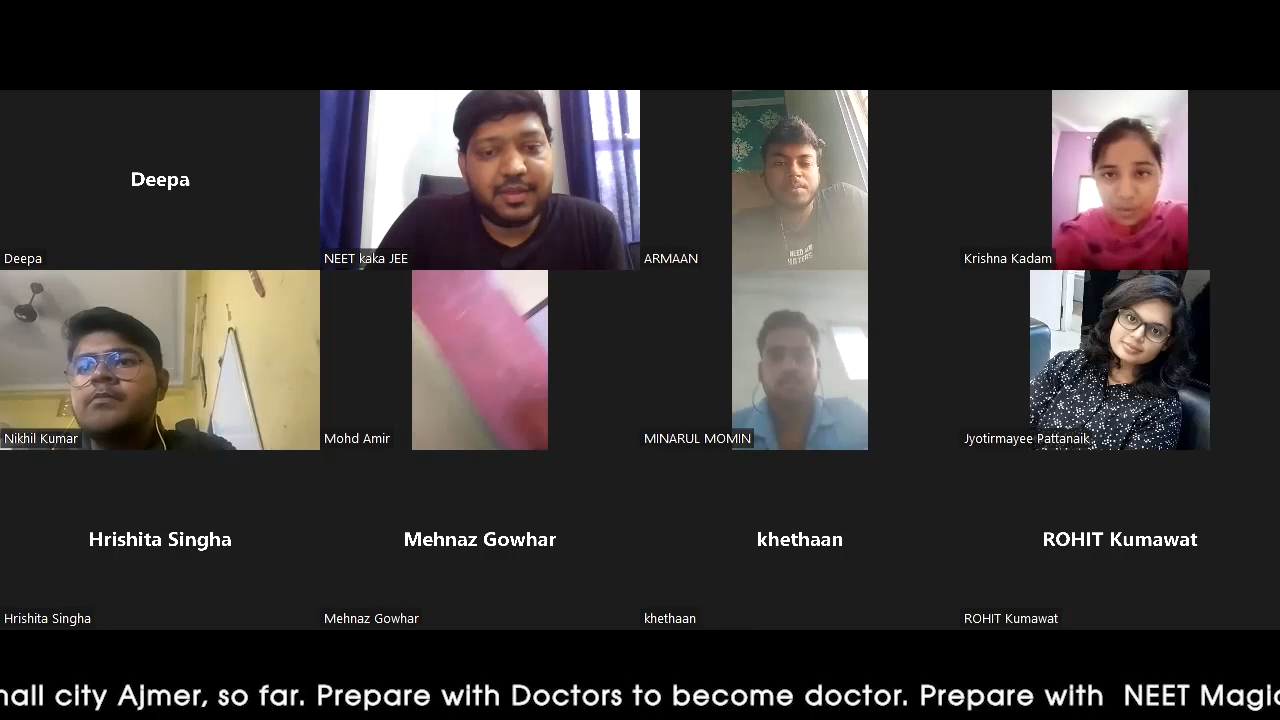 Deepa
Deepa
NEET kaka JEE
ARMAAN
Krishna Kadam
Nikhil Kumar
Mohd Amir
MINARUL MOMIN
Jyotirmayee Pattanaik
Hrishita Singha
Mehnaz Gowhar
khethaan
ROHIT Kumawat
Hrishita Singha
Mehnaz Gowhar
khethaan
ROHIT Kumawat
city Ajmer, so far. Prepare with Doctors to become doctor. Prepare with NEET